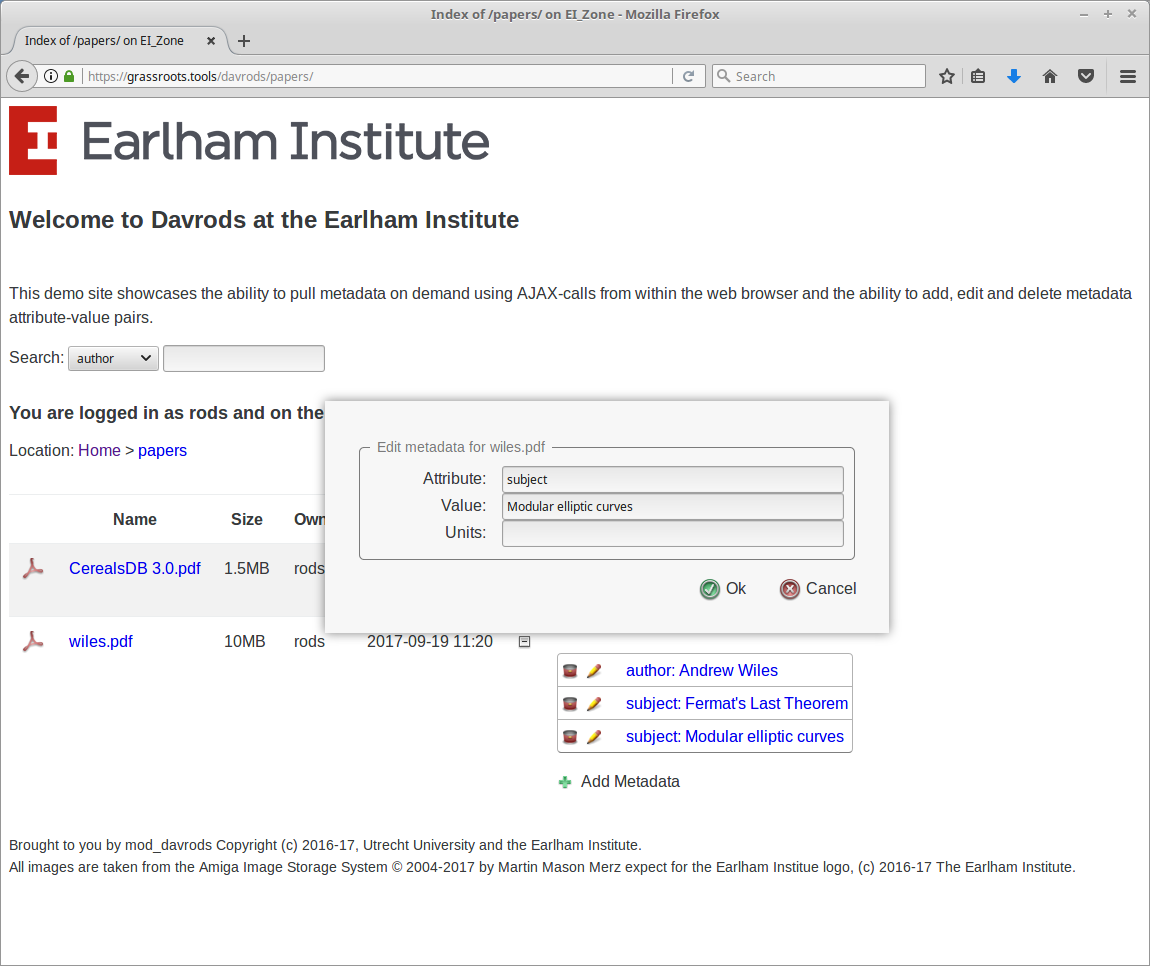 Index of /papers/ on EI_Zone - Mozilla Firefox
Index of /papers/ on EI_Zone
https://grassroots.tools/davrods/papers/
Search
Earlham Institute
Welcome to Davrods at the Earlham Institute
This demo site showcases the ability to pull metadata on demand using AJAX-calls from within the web browser and the ability to add, edit and delete metadata
attribute-value pairs.
Search: author
You are logged in as rods and on the
Location: Home > papers
Edit metadata for wiles.pdf
Attribute: subject
Value: Modular elliptic curves
Units:
Ok Cancel
Name Size Own
CerealsDB 3.0.pdf 1.5MB rods
wiles.pdf 10MB rods 2017-09-19 11:20
author: Andrew Wiles
subject: Fermat's Last Theorem
subject: Modular elliptic curves
Add Metadata
Brought to you by mod_davrods Copyright (c) 2016-17, Utrecht University and the Earlham Institute.
All images are taken from the Amiga Image Storage System © 2004-2017 by Martin Mason Merz expect for the Earlham Institue logo, (c) 2016-17 The Earlham Institute.